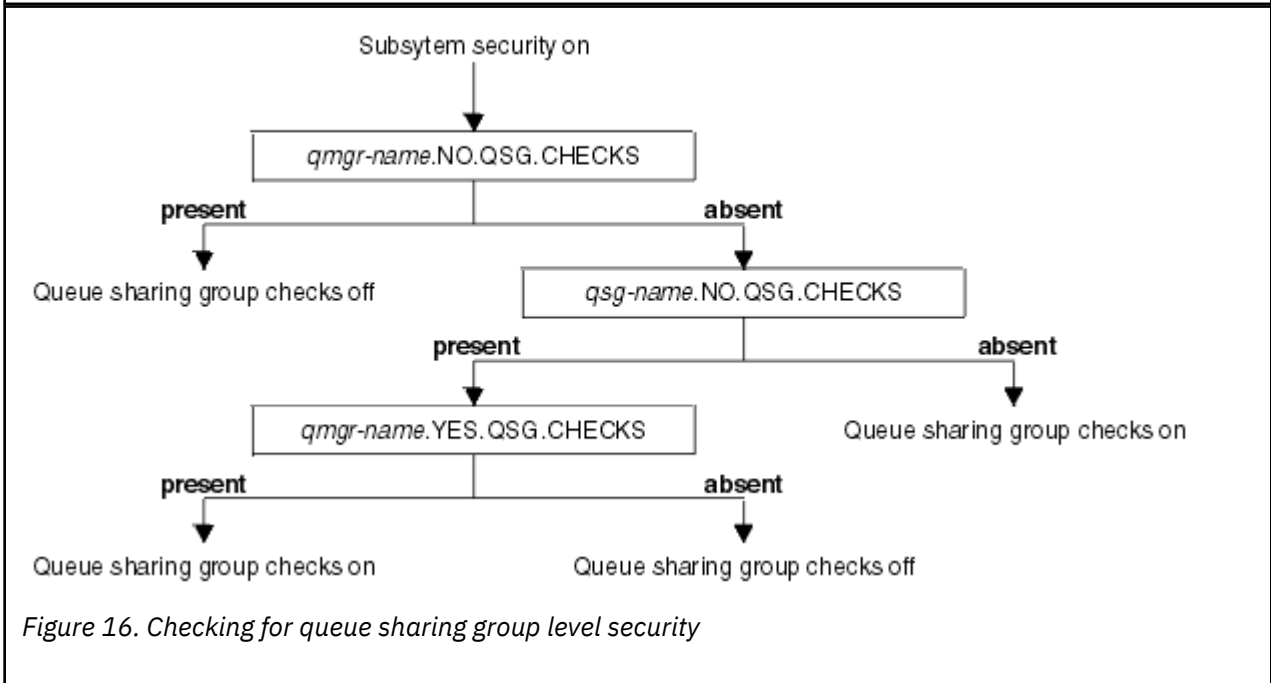 Subsytem security on
qmgr-name.NO.QSG.CHECKS
present absent
Queue sharing group checks off
qsg-name.NO.QSG.CHECKS
present absent
qmgr-name.YES.QSG.CHECKS
Queue sharing group checks on
present absent
Queue sharing group checks on Queue sharing group checks off
Figure 16. Checking for queue sharing group level security